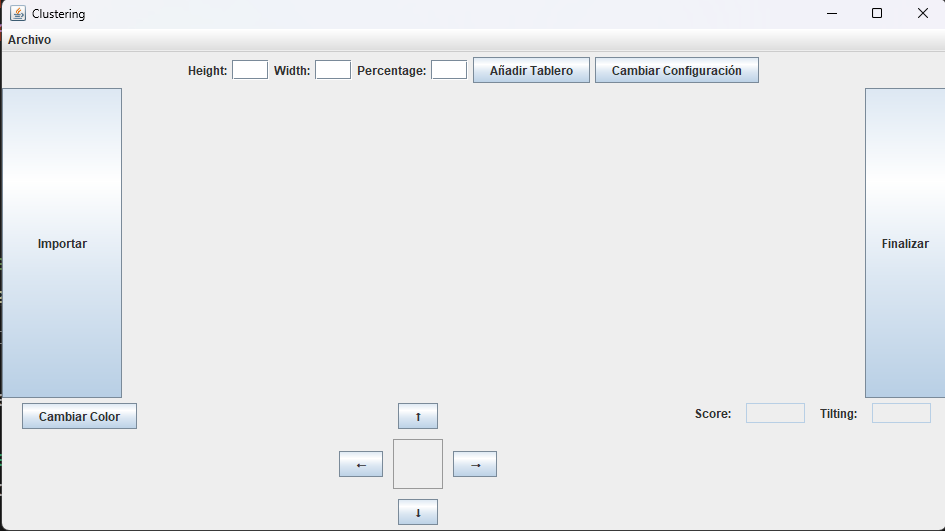 Clustering
Archivo
Height: Width: Percentage: Añadir Tablero Cambiar Configuración
Importar Finalizar
Cambiar Color ↑ Score: Tilting:
← →
↓